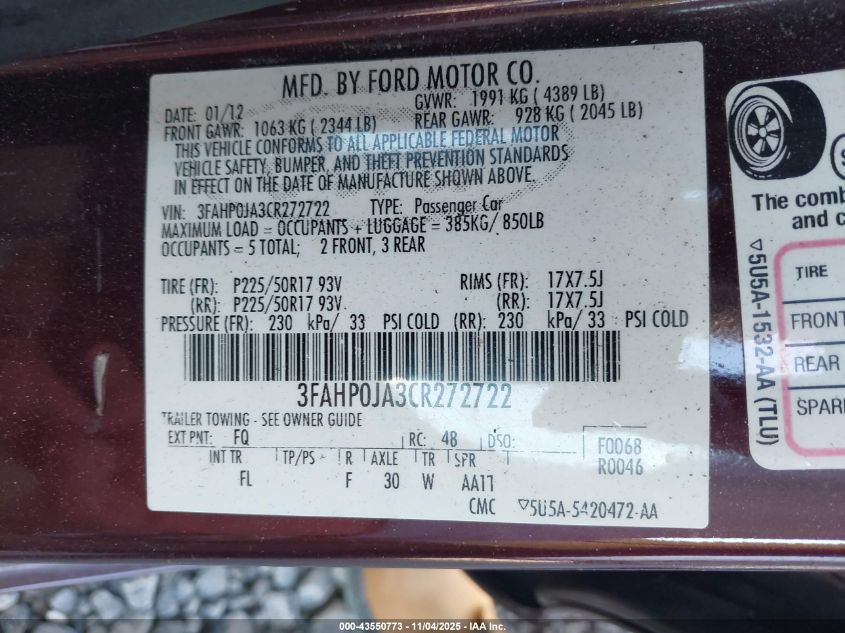 MFD. BY FORD MOTOR CO.
DATE: 01/12 GVWR: 1991 KG ( 4389 LB)
FRONT GAWR: 1063 KG ( 2344 LB) REAR GAWR: 928 KG ( 2045 LB)
THIS VEHICLE CONFORMS TO ALL APPLICABLE FEDERAL MOTOR
VEHICLE SAFETY, BUMPER, AND THEFT PREVENTION STANDARDS
IN EFFECT ON THE DATE OF MANUFACTURE SHOWN ABOVE.
VIN: 3FAHP0JA3CR272722 TYPE: Passenger Car
MAXIMUM LOAD = OCCUPANTS + LUGGAGE = 385KG/ 850LB
OCCUPANTS = 5 TOTAL; 2 FRONT, 3 REAR
TIRE (FR): P225/50R17 93V RIMS (FR): 17X7.5J
(RR): P225/50R17 93V (RR): 17X7.5J
PRESSURE (FR): 230 kPa/ 33 PSI COLD (RR): 230 kPa/ 33 PSI COLD
3FAHP0JA3CR272722
TRAILER TOWING - SEE OWNER GUIDE
EXT PNT: FQ RC: 48 DSO: F0068
R0046
INT TR TP/PS R AXLE TR SPR
FL F 30 W AA11
CMC ▽5U5A-5420472-AA
The comb
and c
▽5U5A-1532-AA (TLU)
TIRE
FRONT
REAR
SPAR
000-43550773 - 11/04/2025 - IAA Inc.